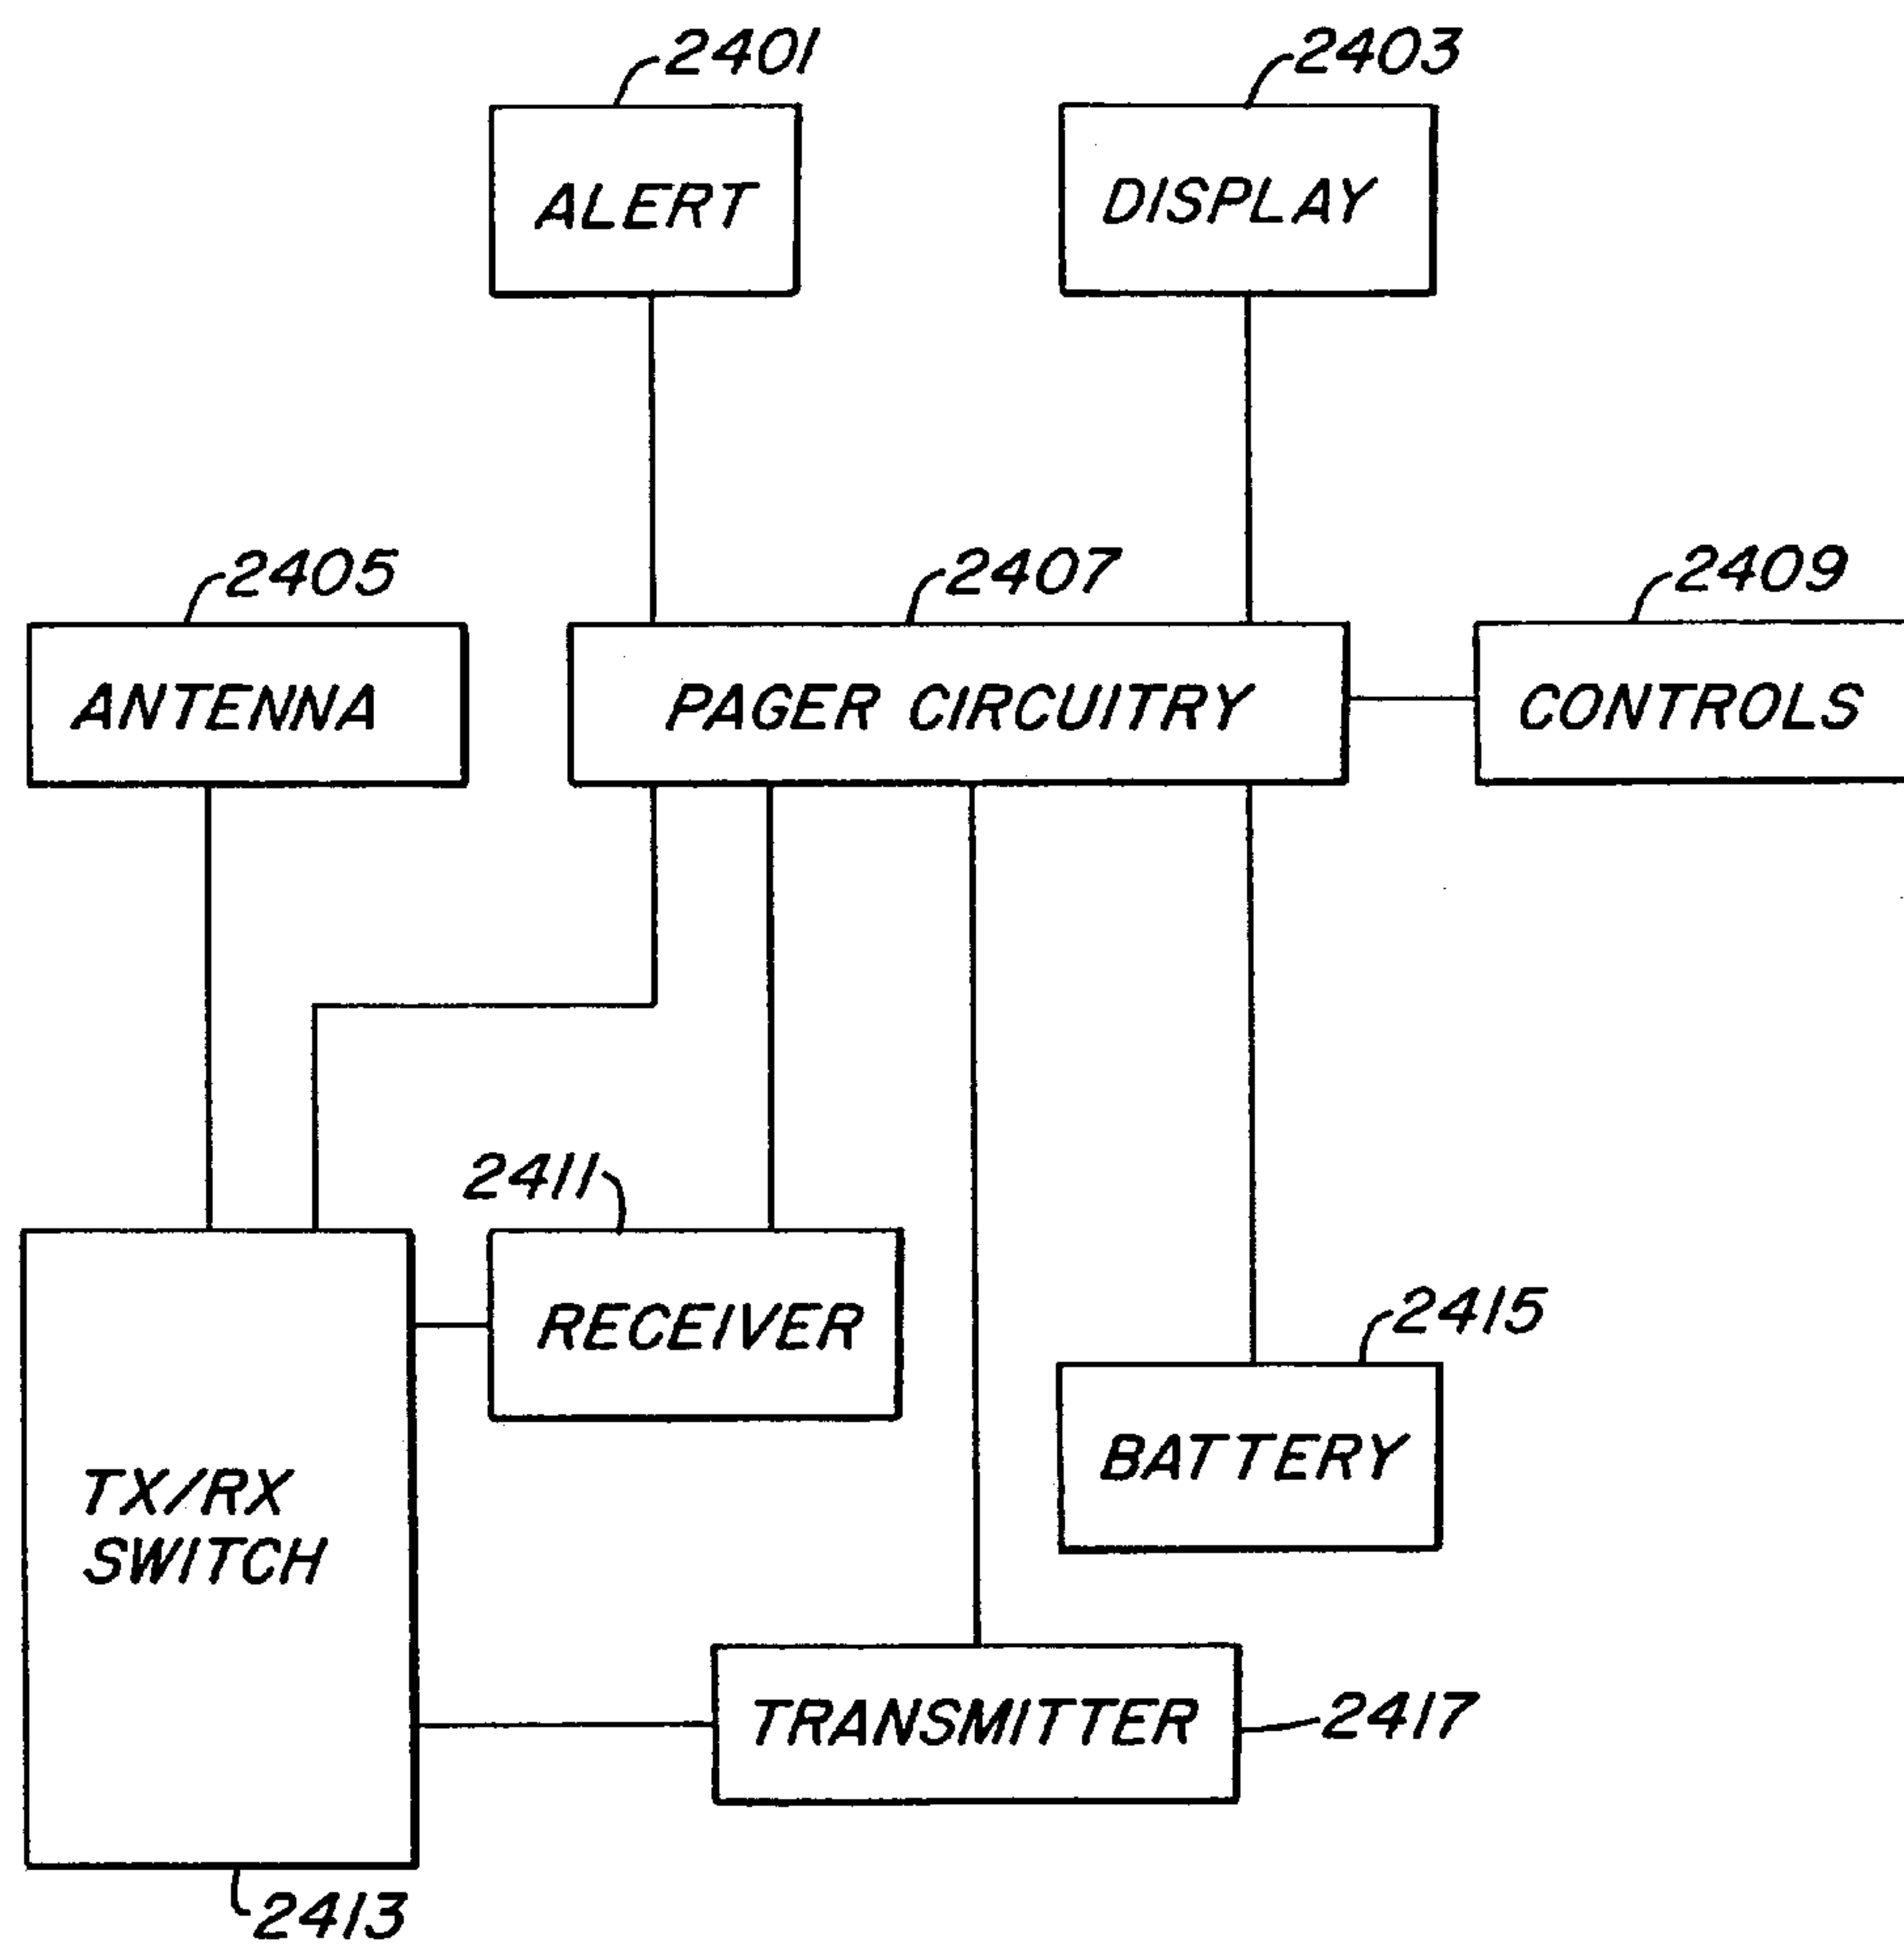 2401
2403
ALERT
DISPLAY
2405
2407
2409
ANTENNA
PAGER CIRCUITRY
CONTROLS
2411
RECEIVER
2415
BATTERY
TX/RX
SWITCH
TRANSMITTER
2417
2413